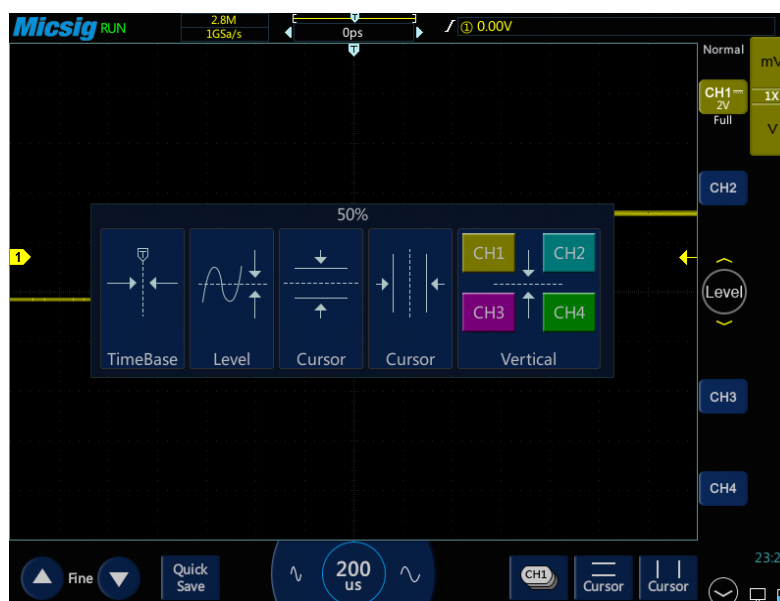 Micsig RUN
2.8M
1GSa/s
0ps
T
1 0.00V
T
Normal
mV
CH1
2V
Full
1X
V
CH2
50%
1
T
CH1
CH2
CH3
CH4
TimeBase
Level
Cursor
Cursor
Vertical
Level
CH3
CH4
Fine
Quick
Save
200
us
CH1
Cursor
Cursor